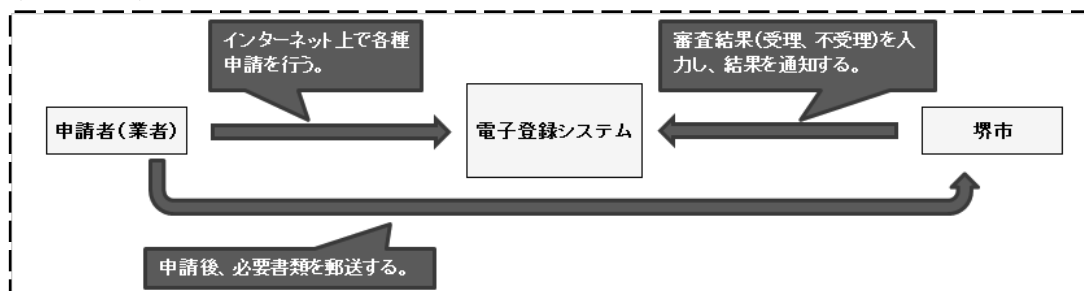 インターネット上で各種
申請を行う。
審査結果(受理、不受理)を入
力し、結果を通知する。
申請者(業者)
電子登録システム
堺市
申請後、必要書類を郵送する。